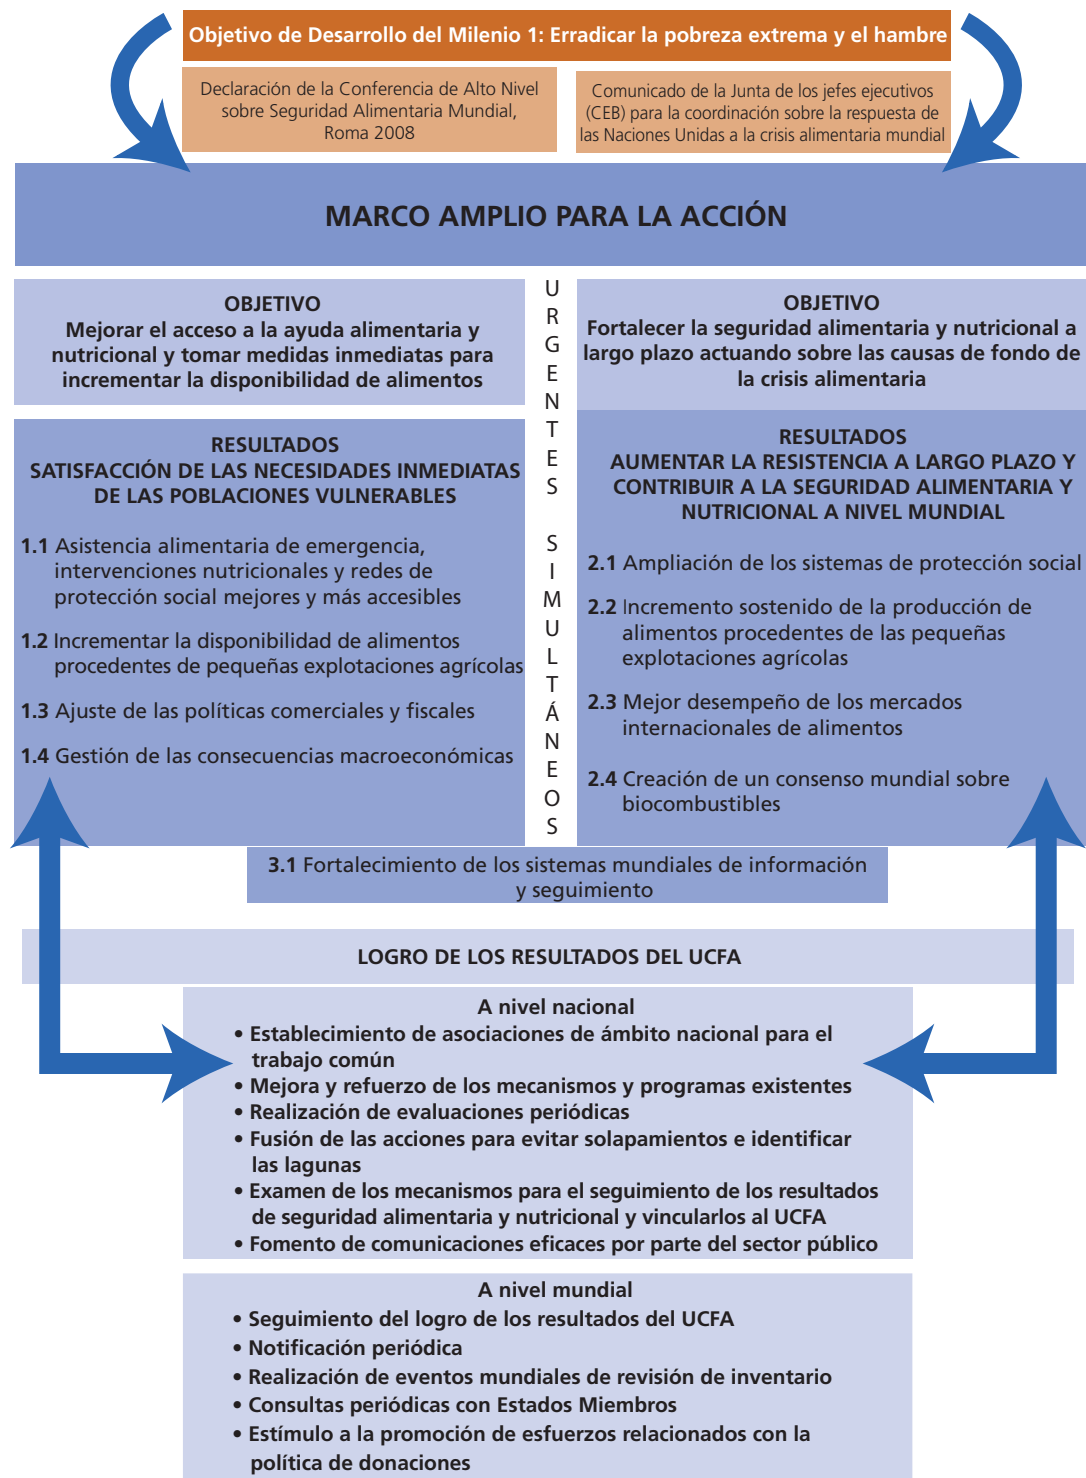 Objetivo de Desarrollo del Milenio 1: Erradicar la pobreza extrema y el hambre
Declaración de la Conferencia de Alto Nivel
sobre Seguridad Alimentaria Mundial,
Roma 2008
Comunicado de la Junta de los jefes ejecutivos
(CEB) para la coordinación sobre la respuesta de
las Naciones Unidas a la crisis alimentaria mundial
MARCO AMPLIO PARA LA ACCIÓN
OBJETIVO
Mejorar el acceso a la ayuda alimentaria y
nutricional y tomar medidas inmediatas para
incrementar la disponibilidad de alimentos
RESULTADOS
SATISFACCIÓN DE LAS NECESIDADES INMEDIATAS
DE LAS POBLACIONES VULNERABLES
1.1 Asistencia alimentaria de emergencia,
intervenciones nutricionales y redes de
protección social mejores y más accesibles
1.2 Incrementar la disponibilidad de alimentos
procedentes de pequeñas explotaciones agrícolas
1.3 Ajuste de las políticas comerciales y fiscales
1.4 Gestión de las consecuencias macroeconómicas
URGENTES SIMULTÁNEOS
OBJETIVO
Fortalecer la seguridad alimentaria y nutricional a
largo plazo actuando sobre las causas de fondo de
la crisis alimentaria
RESULTADOS
AUMENTAR LA RESISTENCIA A LARGO PLAZO Y
CONTRIBUIR A LA SEGURIDAD ALIMENTARIA Y
NUTRICIONAL A NIVEL MUNDIAL
2.1 Ampliación de los sistemas de protección social
2.2 Incremento sostenido de la producción de
alimentos procedentes de las pequeñas
explotaciones agrícolas
2.3 Mejor desempeño de los mercados
internacionales de alimentos
2.4 Creación de un consenso mundial sobre
biocombustibles
3.1 Fortalecimiento de los sistemas mundiales de información
y seguimiento
LOGRO DE LOS RESULTADOS DEL UCFA
A nivel nacional
• Establecimiento de asociaciones de ámbito nacional para el
trabajo común
• Mejora y refuerzo de los mecanismos y programas existentes
• Realización de evaluaciones periódicas
• Fusión de las acciones para evitar solapamientos e identificar
las lagunas
• Examen de los mecanismos para el seguimiento de los resultados
de seguridad alimentaria y nutricional y vincularlos al UCFA
• Fomento de comunicaciones eficaces por parte del sector público
A nivel mundial
• Seguimiento del logro de los resultados del UCFA
• Notificación periódica
• Realización de eventos mundiales de revisión de inventario
• Consultas periódicas con Estados Miembros
• Estímulo a la promoción de esfuerzos relacionados con la
política de donaciones